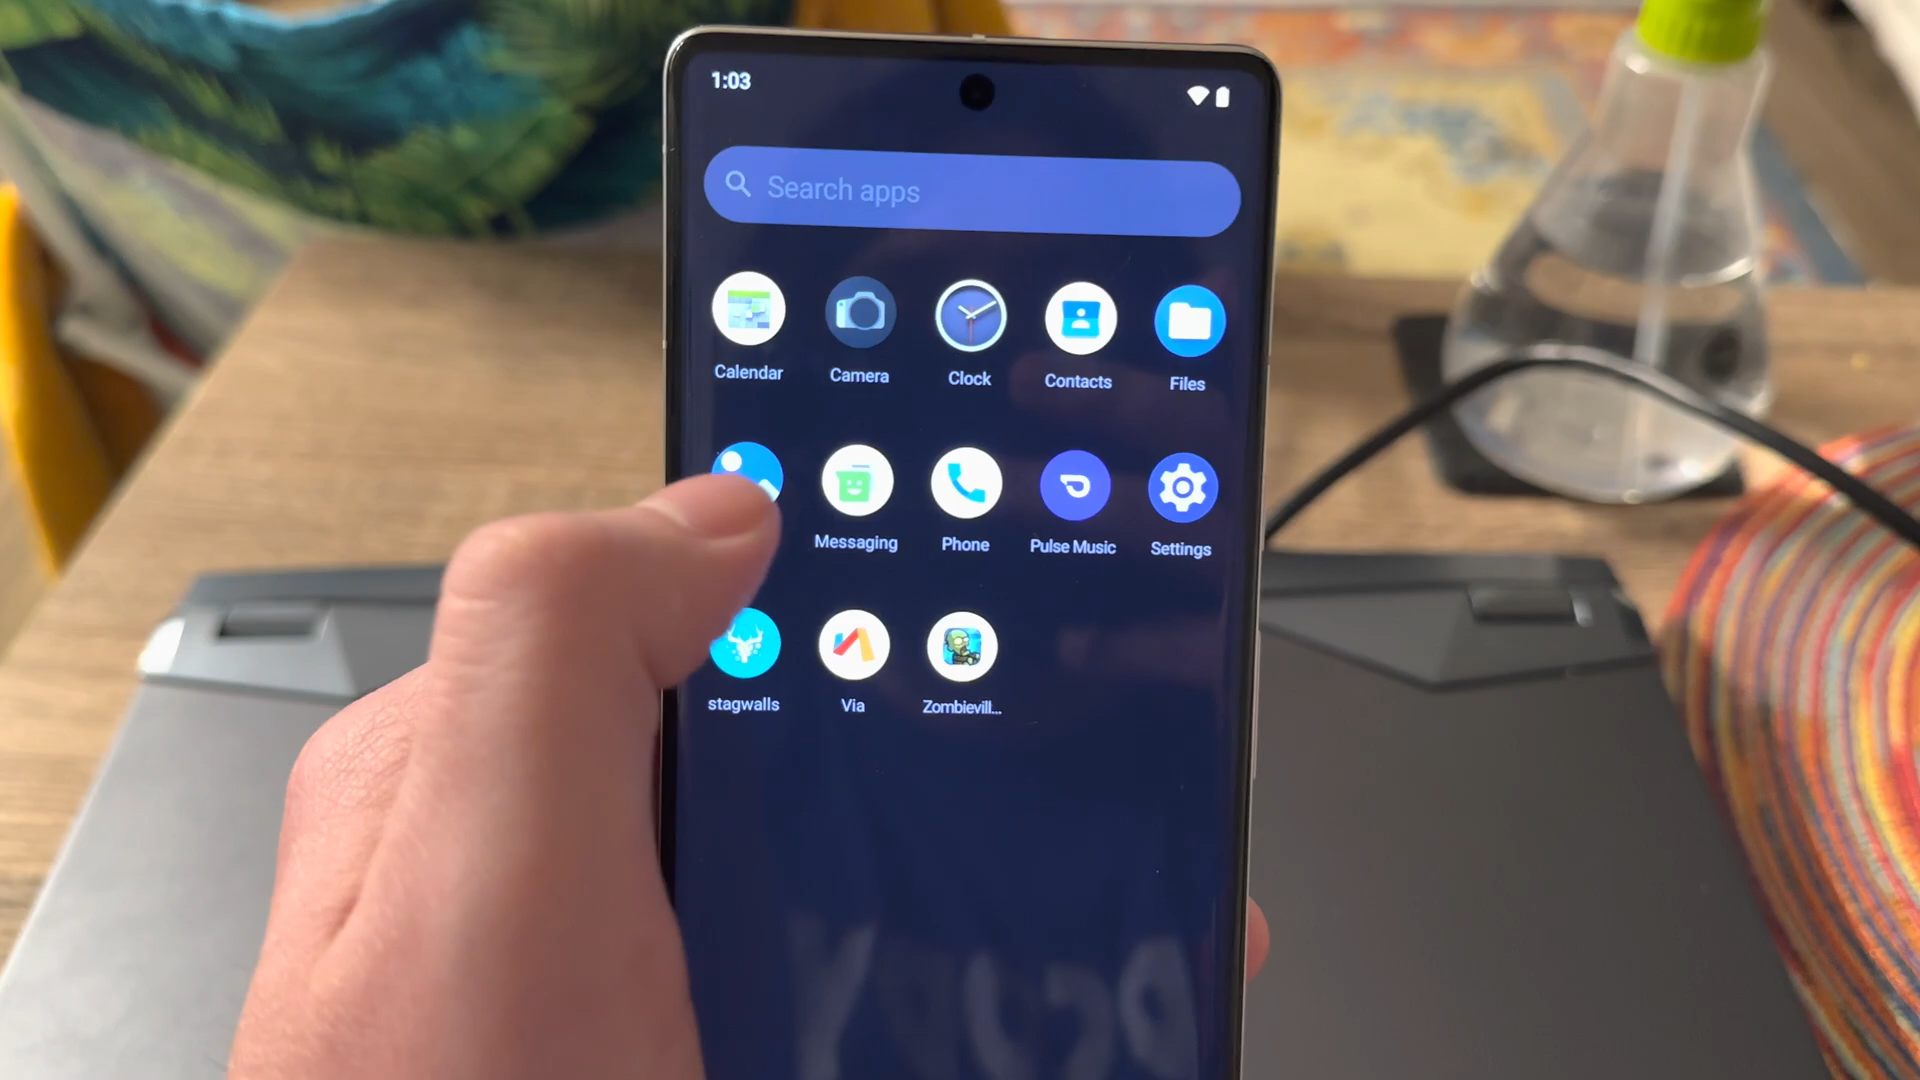 1:03
Search apps
Calendar Camera Clock Contacts Files
Messaging Phone Pulse Music Settings
stagwalls Via Zombievill...